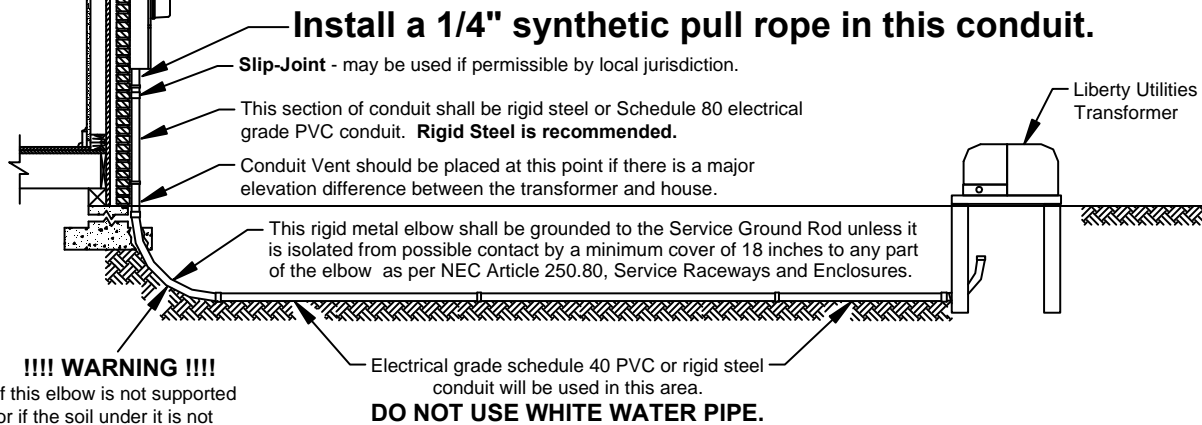 Install a 1/4" synthetic pull rope in this conduit.
Slip-Joint - may be used if permissible by local jurisdiction.
Liberty Utilities
Transformer
This section of conduit shall be rigid steel or Schedule 80 electrical
grade PVC conduit. Rigid Steel is recommended.
Conduit Vent should be placed at this point if there is a major
elevation difference between the transformer and house.
This rigid metal elbow shall be grounded to the Service Ground Rod unless it
is isolated from possible contact by a minimum cover of 18 inches to any part
of the elbow as per NEC Article 250.80, Service Raceways and Enclosures.
!!!! WARNING !!!!
f this elbow is not supported
or if the soil under it is not
Electrical grade schedule 40 PVC or rigid steel
conduit will be used in this area.
DO NOT USE WHITE WATER PIPE.